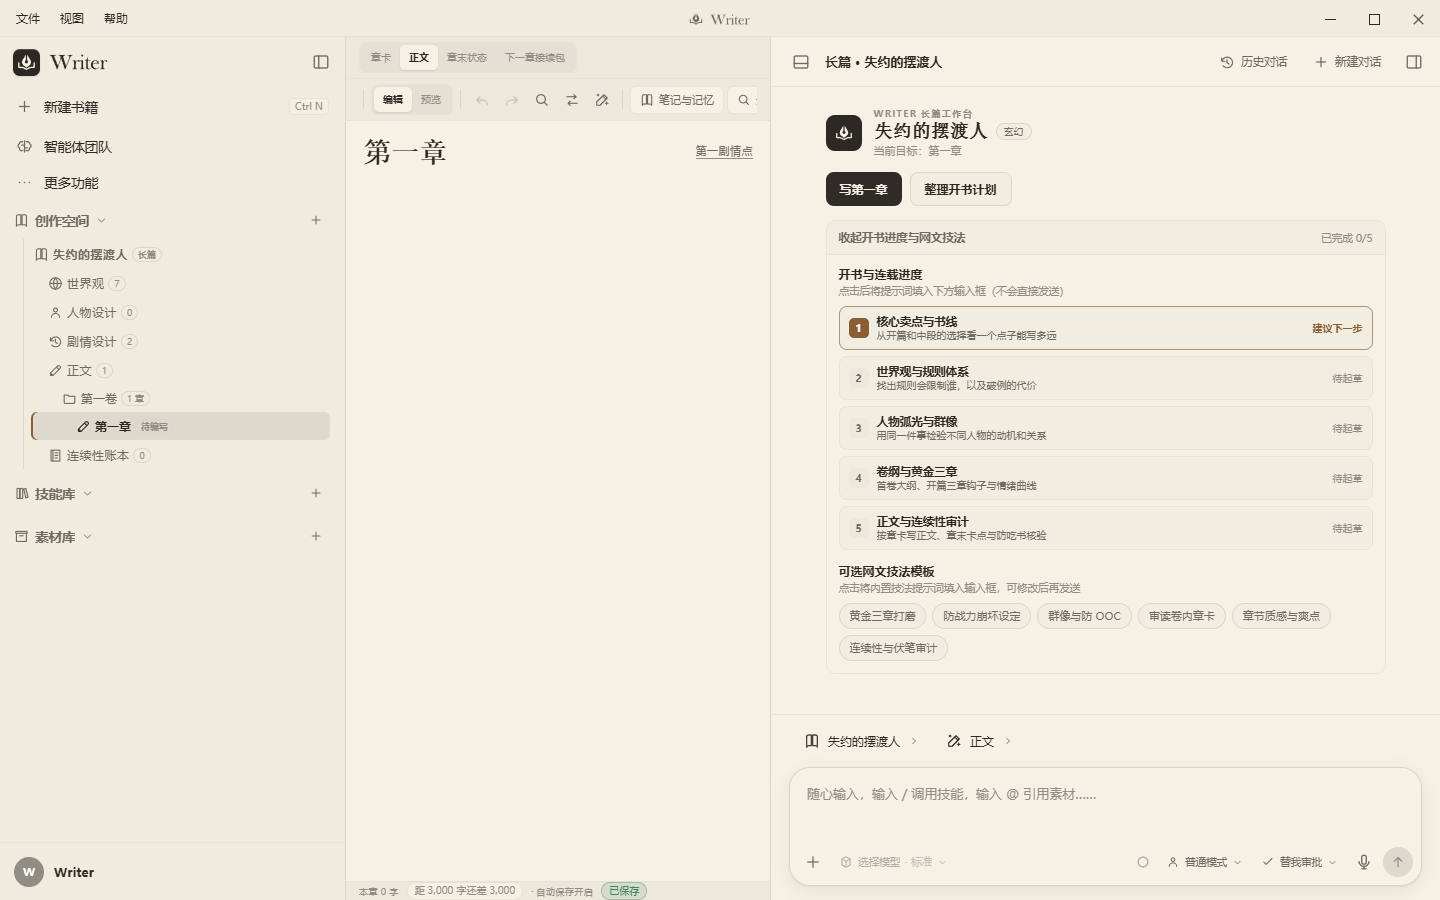 文件 视图 帮助
Writer
Writer
新建书籍 Ctrl N
智能体团队
更多功能
创作空间
失约的摆渡人 长篇
世界观 7
人物设计 0
剧情设计 2
正文 1
第一卷 1 章
第一章 待编写
连续性账本 0
技能库
素材库
W Writer
章卡 正文 章末状态 下一章接续包
编辑 预览 笔记与记忆
第一章 第一剧情点
本章 0 字 距 3,000 字还差 3,000 · 自动保存开启 已保存
长篇 • 失约的摆渡人 历史对话 新建对话
WRITER 长篇工作台
失约的摆渡人 玄幻
当前目标：第一章
写第一章 整理开书计划
收起开书进度与网文技法 已完成 0/5
开书与连载进度
点击后将提示词填入下方输入框（不会直接发送）
1 核心卖点与书线 建议下一步
从开篇和中段的选择看一个点子能写多远
2 世界观与规则体系 待起草
找出规则会限制谁，以及破例的代价
3 人物弧光与群像 待起草
用同一件事检验不同人物的动机和关系
4 卷纲与黄金三章 待起草
首卷大纲、开篇三章钩子与情绪曲线
5 正文与连续性审计 待起草
按章卡写正文、章末卡点与防吃书核验
可选网文技法模板
点击将内置技法提示词填入输入框，可修改后再发送
黄金三章打磨 防战力崩坏设定 群像与防 OOC 审读卷内章卡 章节质感与爽点
连续性与伏笔审计
失约的摆渡人 正文
随心输入，输入 / 调用技能，输入 @ 引用素材......
选择模型 · 标准 普通模式 替我审批